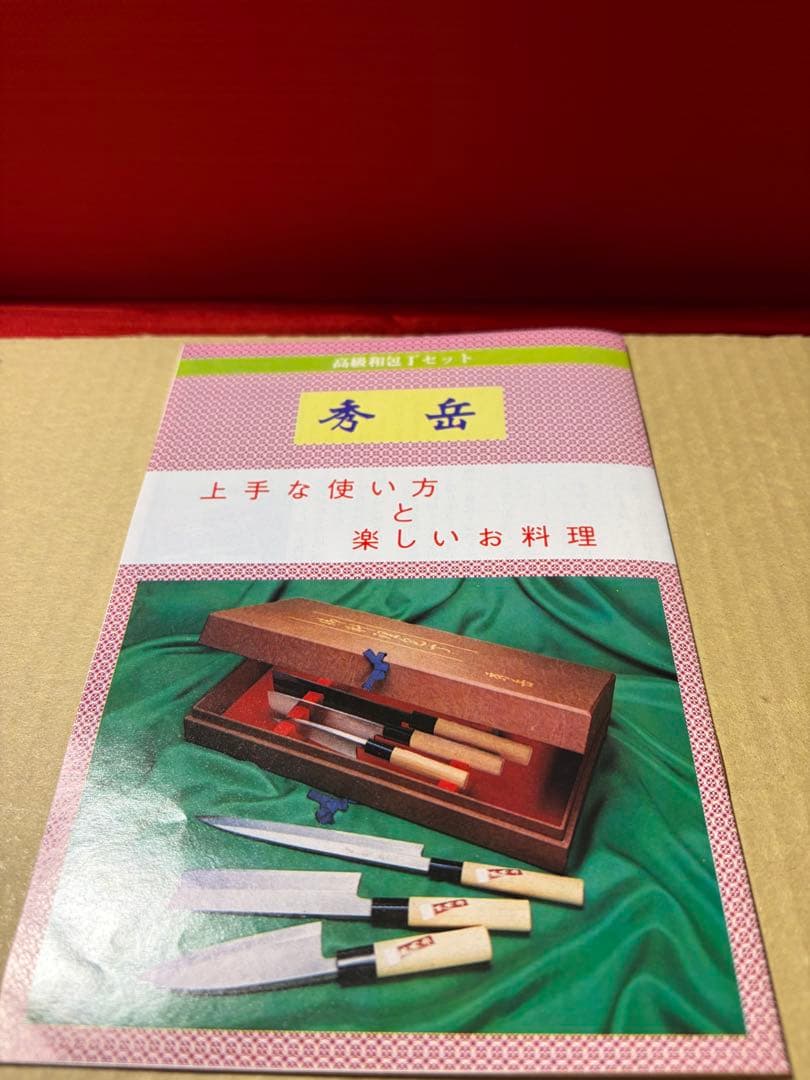 高級和包丁セット
秀岳
上手な使い方
と
楽しいお料理